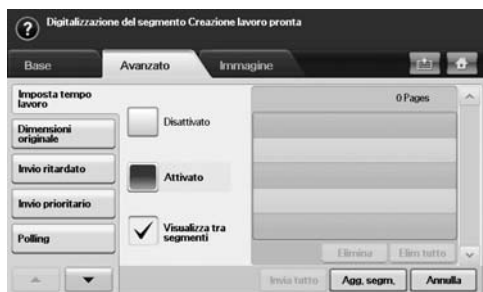 Digitalizzazione del segmento Creazione lavoro pronta
Base
Avanzato
Immagine
Imposta tempo
lavoro
Dimensioni
originale
Invio ritardato
Invio prioritario
Polling
Disattivato
Attivato
Visualizza tra
segmenti
0 Pages
Elimina
Elim tutto
Invia tutto
Agg. segm.
Annulla